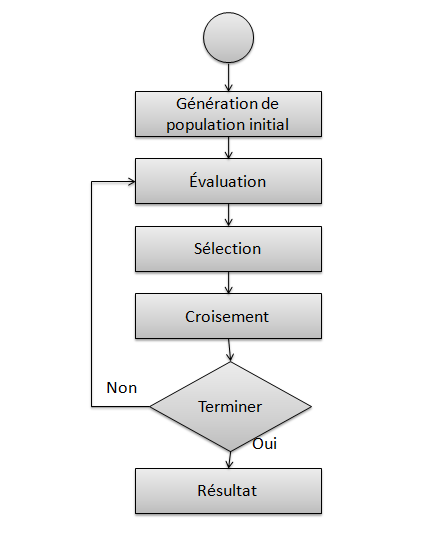 Génération de
population initial
Évaluation
Sélection
Croisement
Non
Terminer
Oui
Résultat